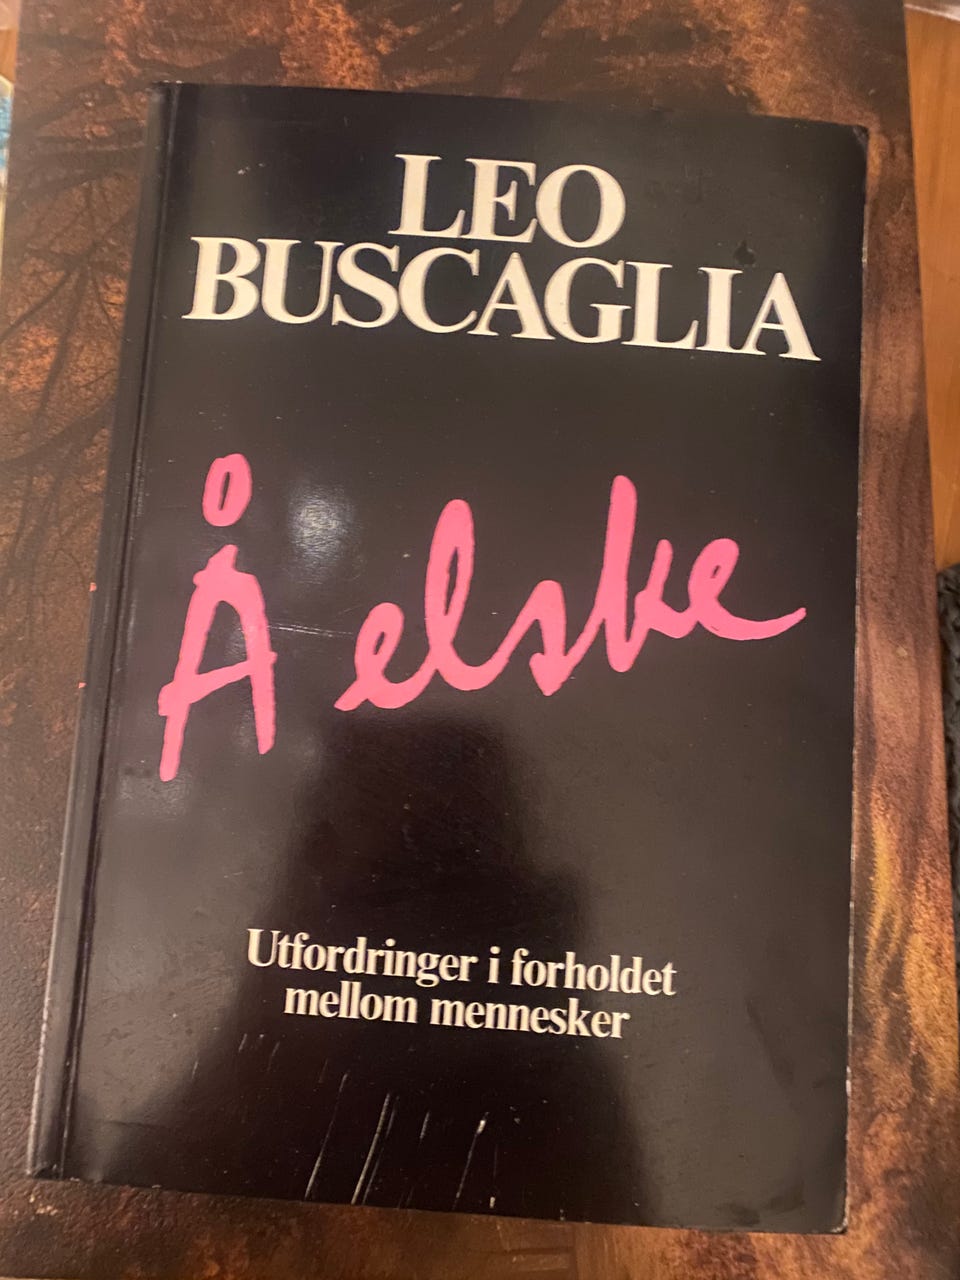 LEO
BUSCAGLIA
Å elske
Utfordringer i forholdet
mellom mennesker